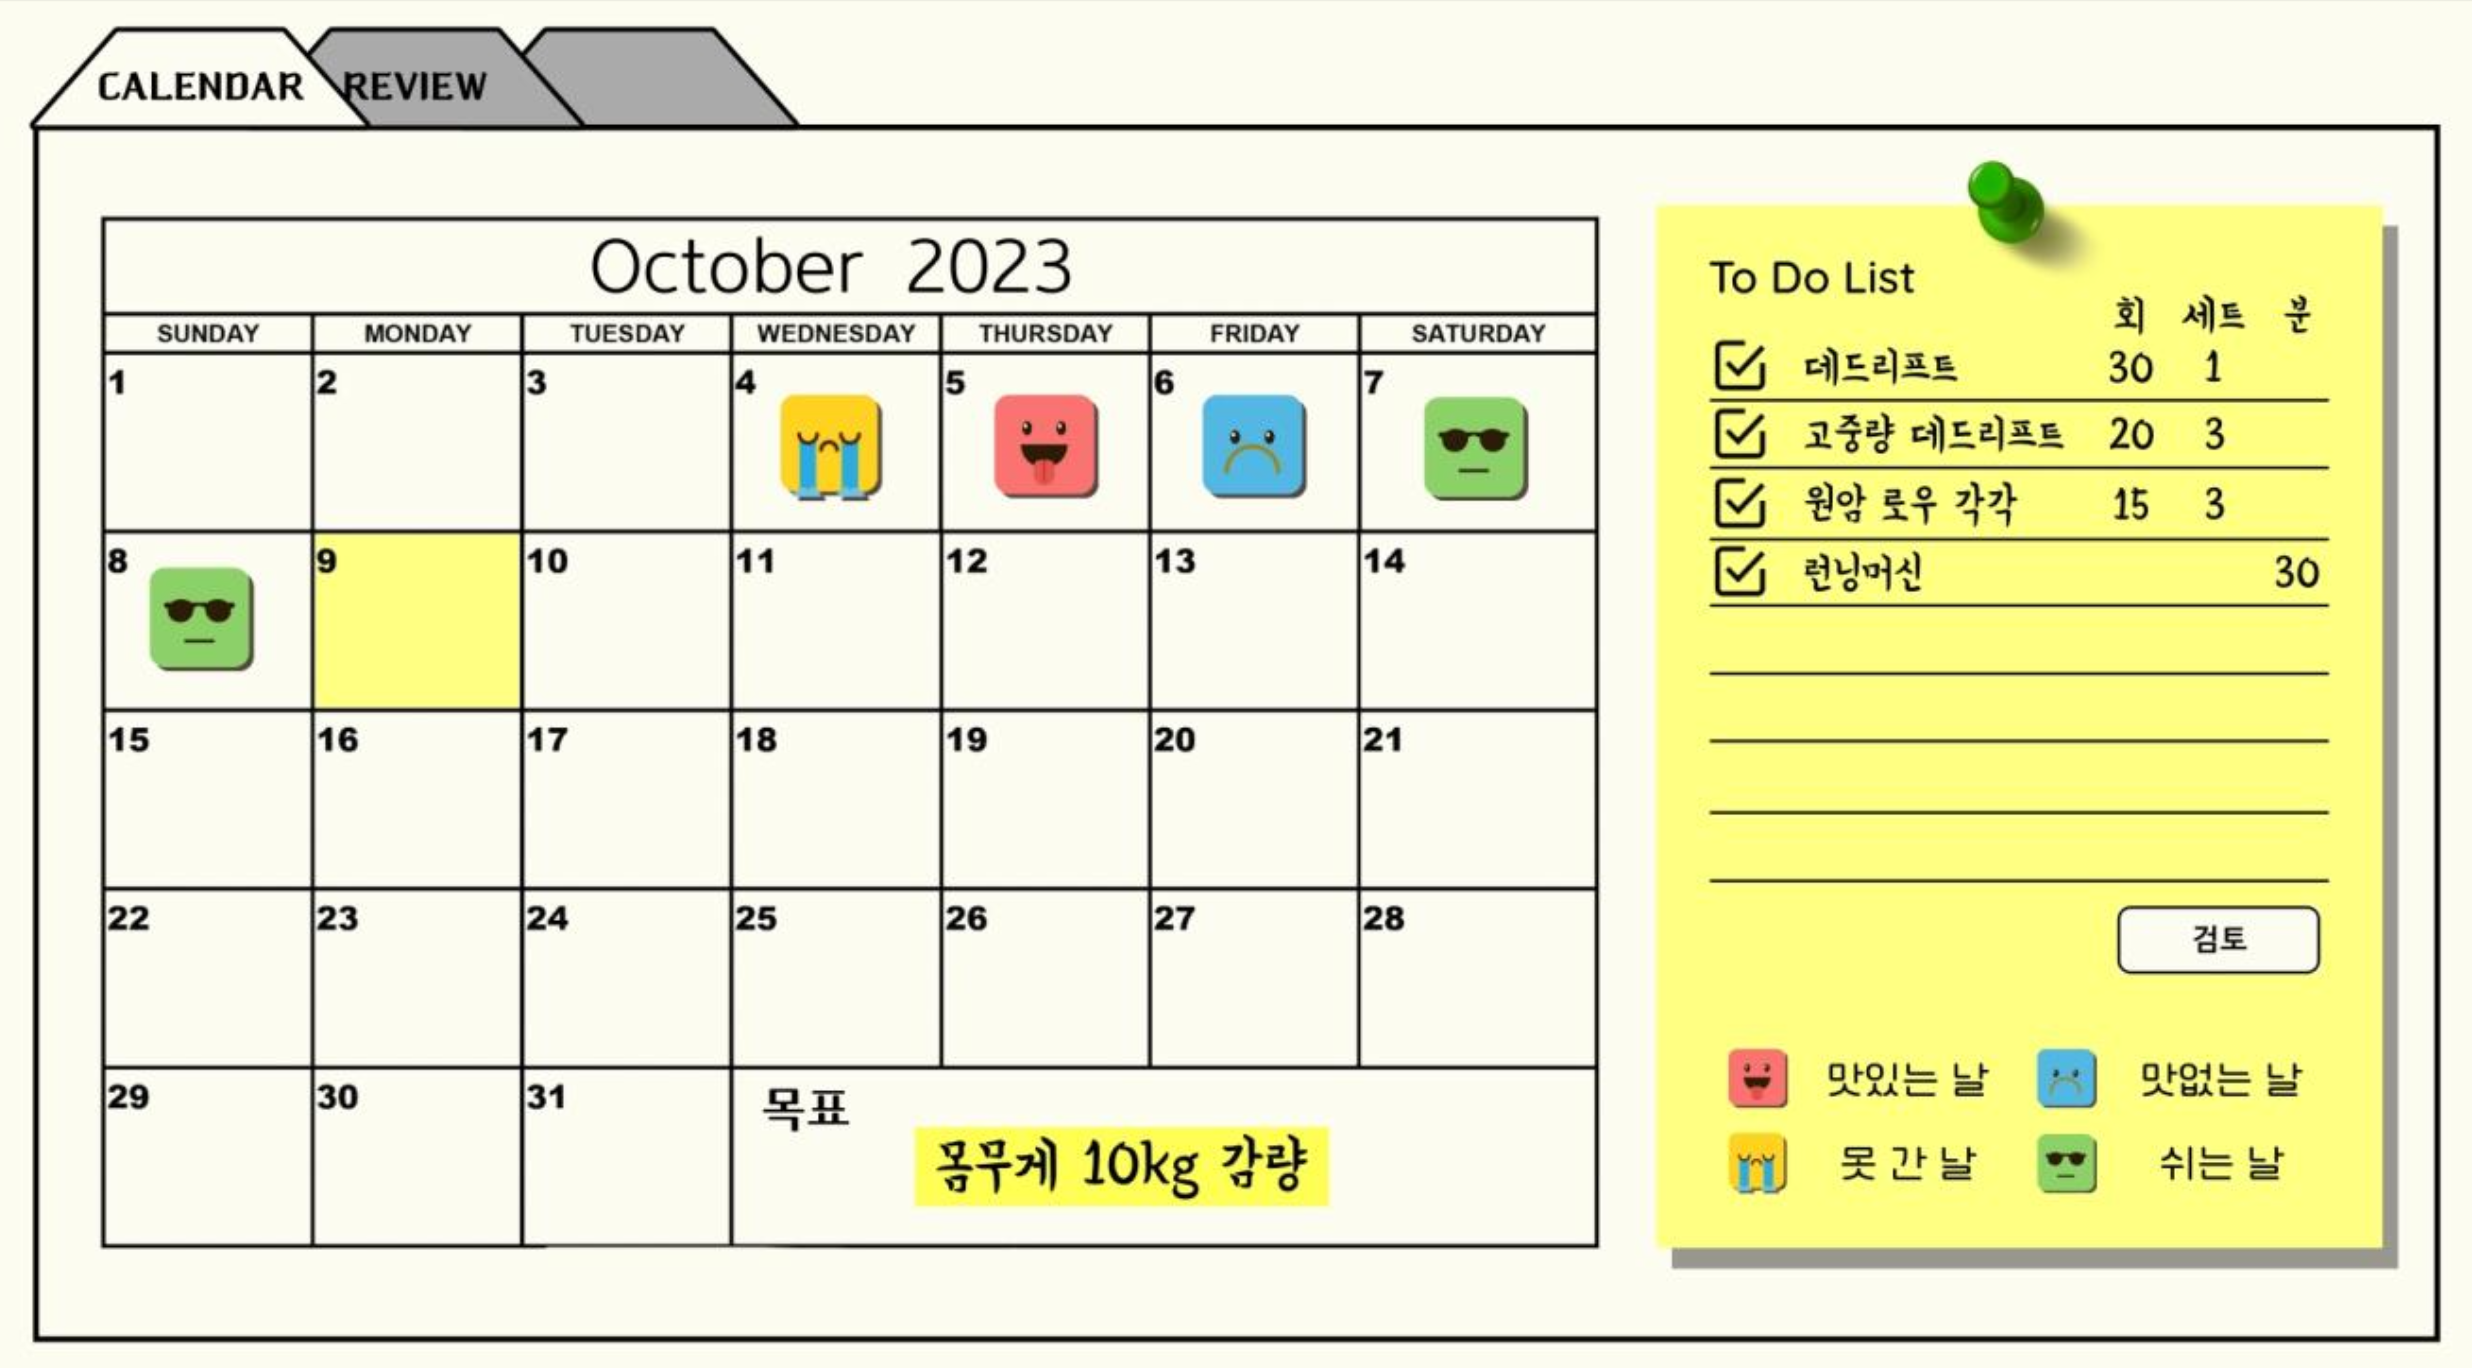 CALENDAR REVIEW
October 2023
SUNDAY MONDAY TUESDAY WEDNESDAY THURSDAY FRIDAY SATURDAY
1 2 3 4 5 6 7
8 9 10 11 12 13 14
15 16 17 18 19 20 21
22 23 24 25 26 27 28
29 30 31
목표
몸무게 10kg 감량
To Do List
회 세트 분
데드리프트 30 1
고중량 데드리프트 20 3
원암 로우 각각 15 3
런닝머신 30
검토
맛있는 날 맛없는 날
못 간 날 쉬는 날